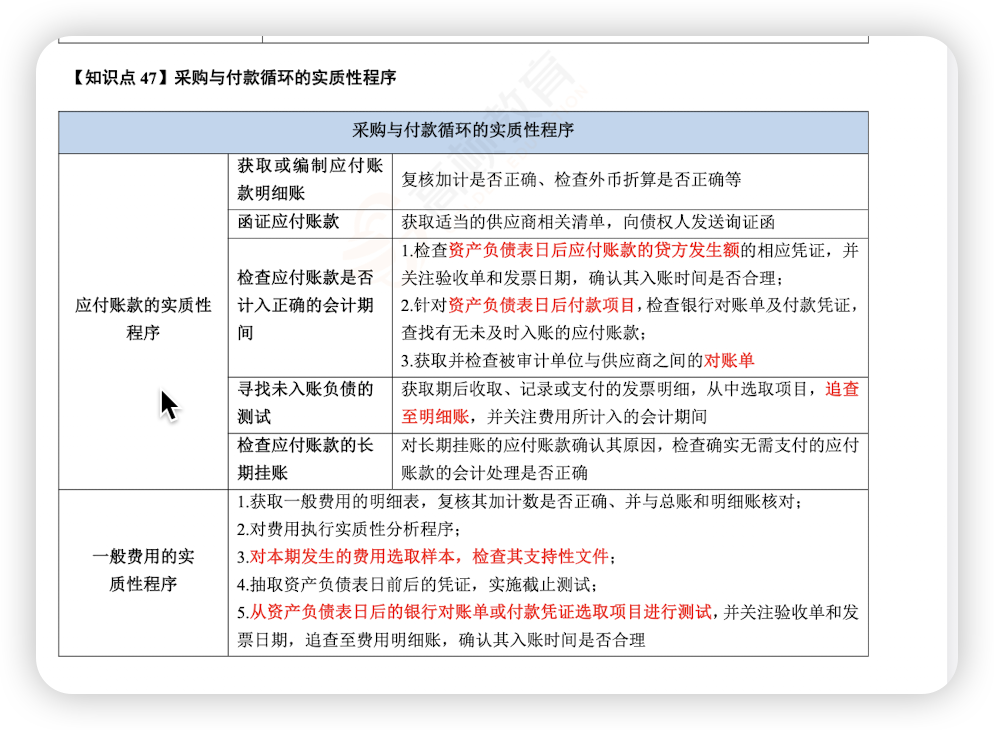 【知识点 47】采购与付款循环的实质性程序
采购与付款循环的实质性程序
应付账款的实质性
程序
获取或编制应付账
款明细账
复核加计是否正确、检查外币折算是否正确等
函证应付账款
获取适当的供应商相关清单，向债权人发送询证函
检查应付账款是否
计入正确的会计期
间
1.检查资产负债表日后应付账款的贷方发生额的相应凭证，并
关注验收单和发票日期，确认其入账时间是否合理；
2.针对资产负债表日后付款项目，检查银行对账单及付款凭证，
查找有无未及时入账的应付账款；
3.获取并检查被审计单位与供应商之间的对账单
寻找未入账负债的
测试
获取期后收取、记录或支付的发票明细，从中选取项目，追查
至明细账，并关注费用所计入的会计期间
检查应付账款的长
期挂账
对长期挂账的应付账款确认其原因，检查确实无需支付的应付
账款的会计处理是否正确
一般费用的实
质性程序
1.获取一般费用的明细表，复核其加计数是否正确、并与总账和明细账核对；
2.对费用执行实质性分析程序；
3.对本期发生的费用选取样本，检查其支持性文件；
4.抽取资产负债表日前后的凭证，实施截止测试；
5.从资产负债表日后的银行对账单或付款凭证选取项目进行测试，并关注验收单和发
票日期，追查至费用明细账，确认其入账时间是否合理
高顿教育